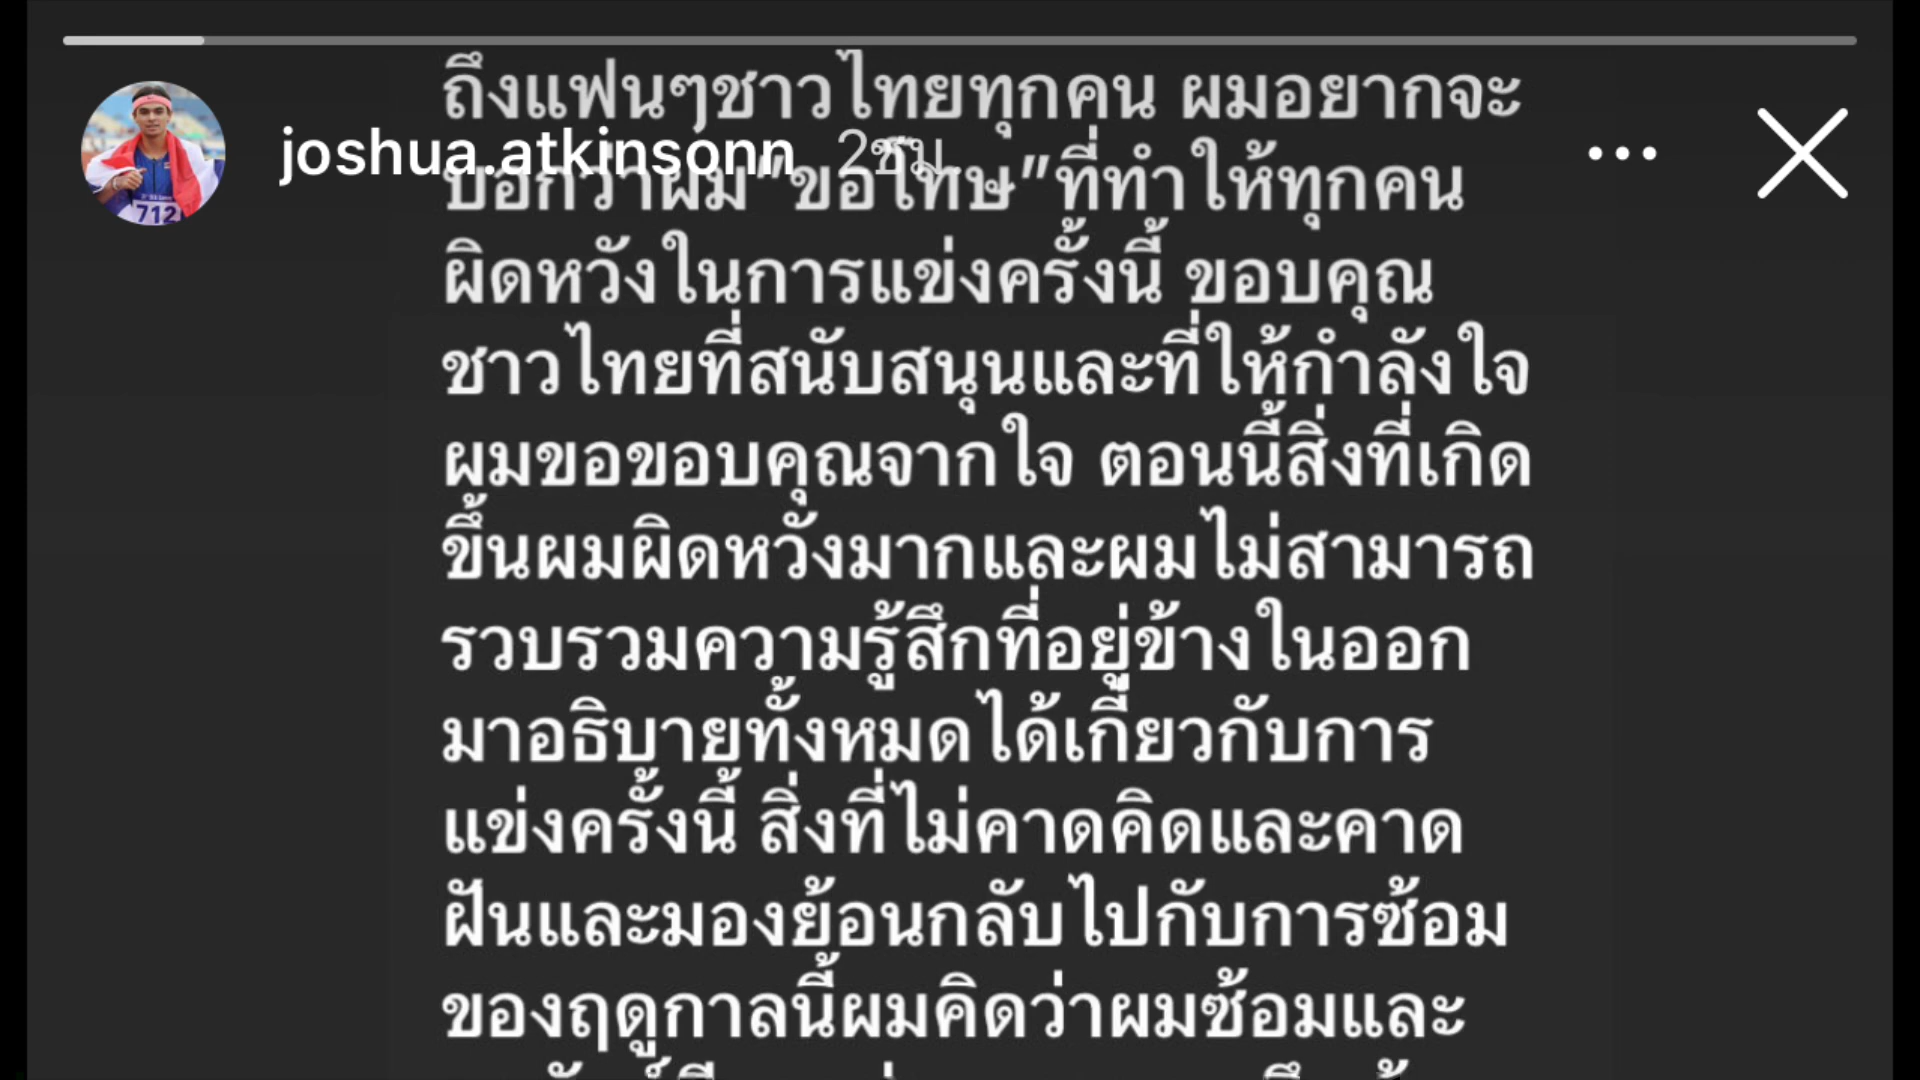 ถึงแฟนๆชาวไทยทุกคน ผมอยากจะ
joshua.atkinsonn 2ชม.
บอกว่าผม"ขอโทษ"ที่ทำให้ทุกคน
712
ผิดหวังในการแข่งครั้งนี้ ขอบคุณ
ชาวไทยที่สนับสนุนและที่ให้กำลังใจ
ผมขอขอบคุณจากใจ ตอนนี้สิ่งที่เกิด
ขึ้นผมผิดหวังมากและผมไม่สามารถ
รวบรวมความรู้สึกที่อยู่ข้างในออก
มาอธิบายทั้งหมดได้เกี่ยวกับการ
แข่งครั้งนี้ สิ่งที่ไม่คาดคิดและคาด
ฝันและมองย้อนกลับไปกับการซ้อม
ของฤดูกาลนี้ผมคิดว่าผมซ้อมและ